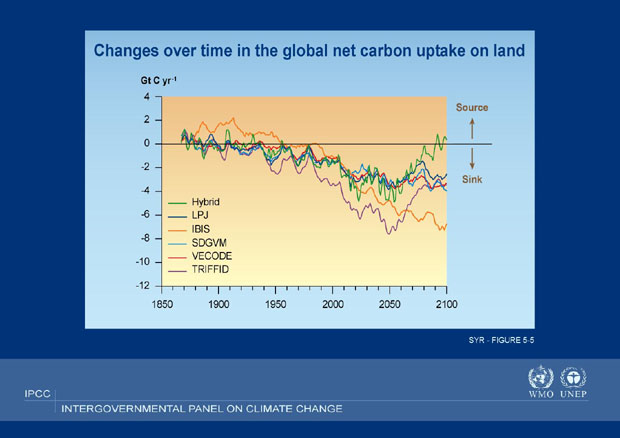 Changes over time in the global net carbon uptake on land
Gt C yr-1
4
2
0
-2
-4
-6
-8
-10
-12
1850
1900
1950
2000
2050
2100
Source
Sink
Hybrid
LPJ
IBIS
SDGVM
VECODE
TRIFFID
SYR - FIGURE 5-5
WMO UNEP
IPCC
INTERGOVERNMENTAL PANEL ON CLIMATE CHANGE